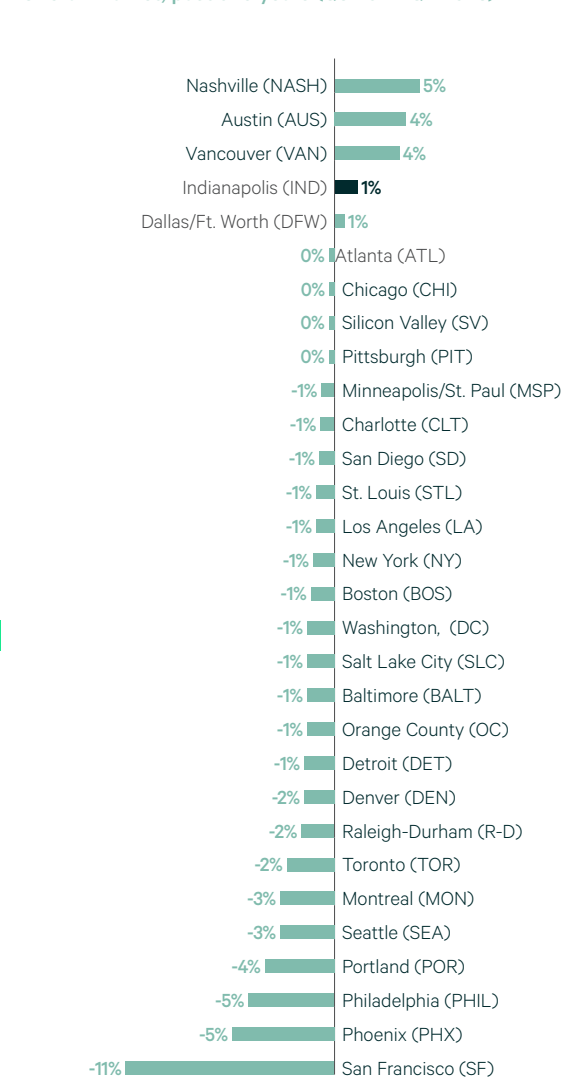 Nashville (NASH) 5%
Austin (AUS) 4%
Vancouver (VAN) 4%
Indianapolis (IND) 1%
Dallas/Ft. Worth (DFW) 1%
0% Atlanta (ATL)
0% Chicago (CHI)
0% Silicon Valley (SV)
0% Pittsburgh (PIT)
-1% Minneapolis/St. Paul (MSP)
-1% Charlotte (CLT)
-1% San Diego (SD)
-1% St. Louis (STL)
-1% Los Angeles (LA)
-1% New York (NY)
-1% Boston (BOS)
-1% Washington, (DC)
-1% Salt Lake City (SLC)
-1% Baltimore (BALT)
-1% Orange County (OC)
-1% Detroit (DET)
-2% Denver (DEN)
-2% Raleigh-Durham (R-D)
-2% Toronto (TOR)
-3% Montreal (MON)
-3% Seattle (SEA)
-4% Portland (POR)
-5% Philadelphia (PHIL)
-5% Phoenix (PHX)
-11% San Francisco (SF)